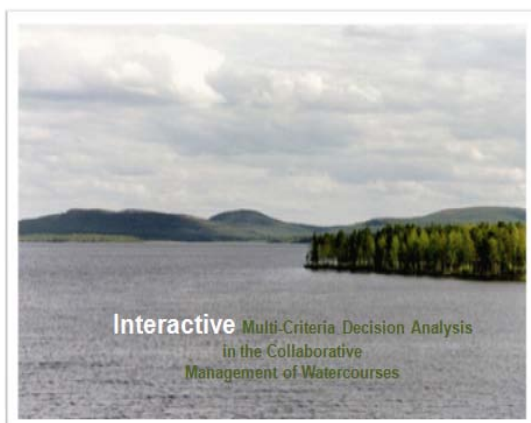 Interactive Multi-Criteria Decision Analysis
in the Collaborative
Management of Watercourses